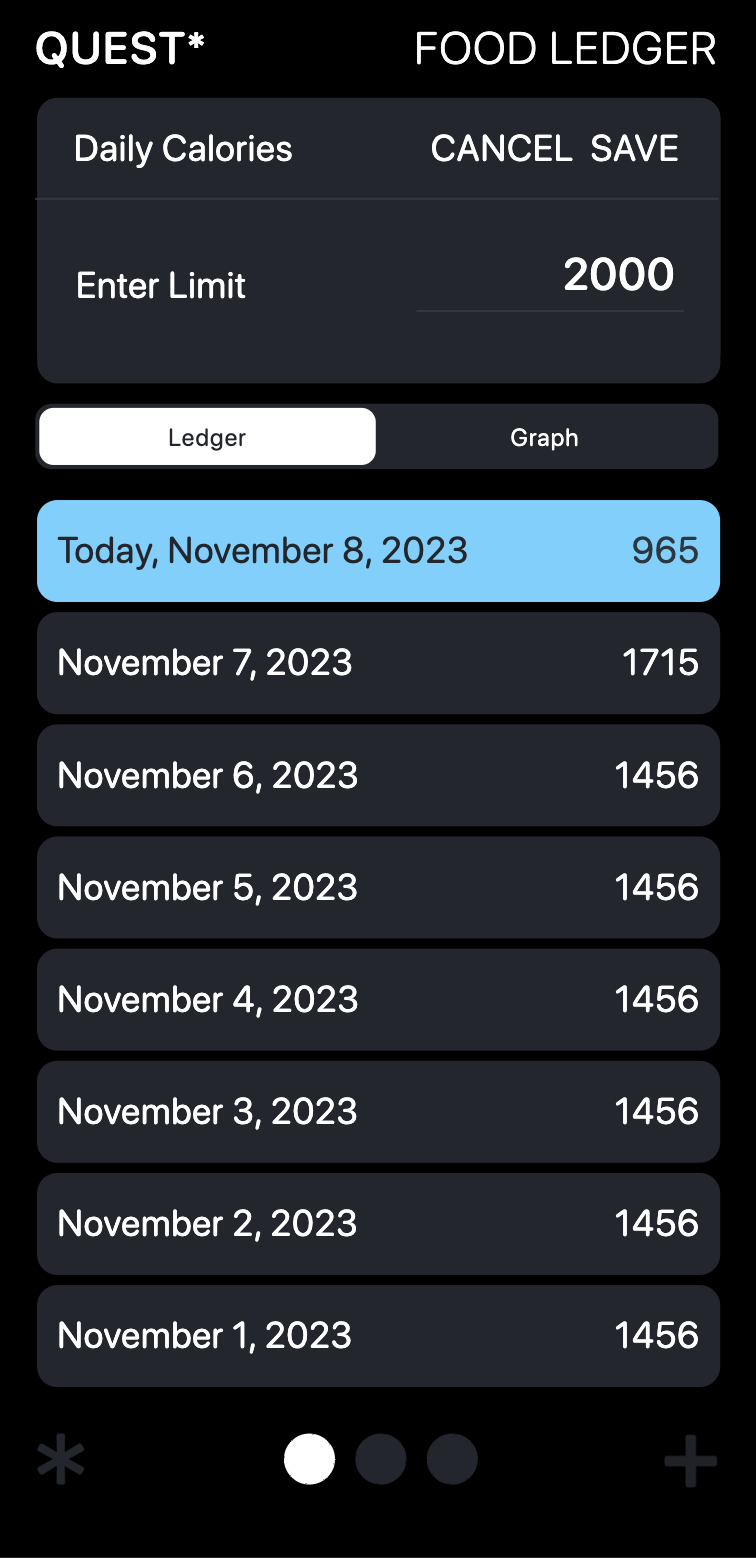 QUEST* FOOD LEDGER
Daily Calories CANCEL SAVE
Enter Limit 2000
Ledger Graph
Today, November 8, 2023 965
November 7, 2023 1715
November 6, 2023 1456
November 5, 2023 1456
November 4, 2023 1456
November 3, 2023 1456
November 2, 2023 1456
November 1, 2023 1456